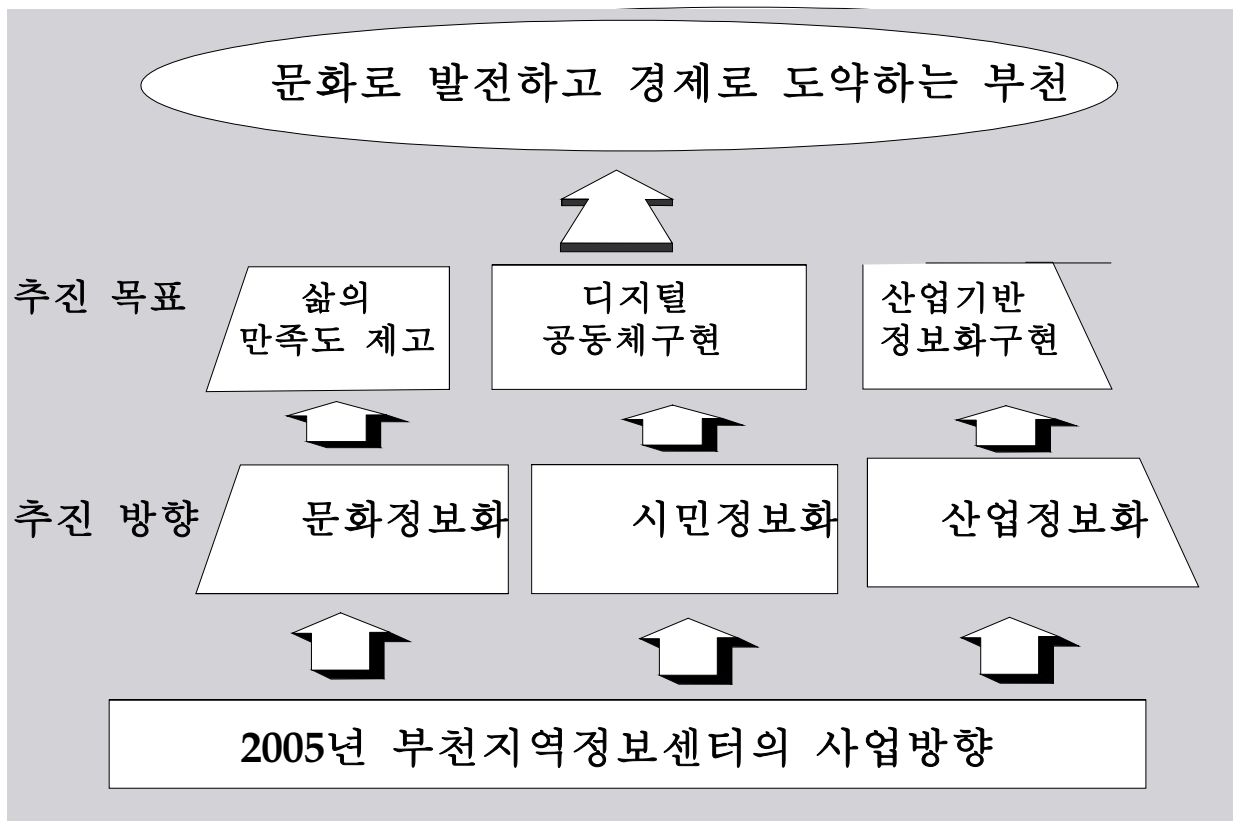 문화로 발전하고 경제로 도약하는 부천
추진 목표
삶의
만족도 제고
디지털
공동체구현
산업기반
정보화구현
추진 방향
문화정보화
시민정보화
산업정보화
2005년 부천지역정보센터의 사업방향